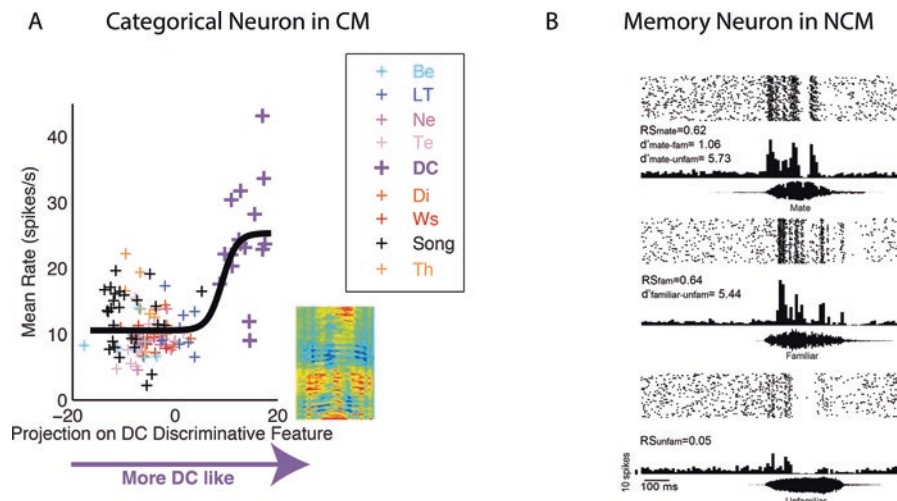 A
Categorical Neuron in CM
Mean Rate (spikes/s)
40
30
20
10
0
−20
0
20
Projection on DC Discriminative Feature
More DC like
Be
LT
Ne
Te
DC
Di
Ws
Song
Th
B
Memory Neuron in NCM
RSmate=0.62
d'mate-fam= 1.06
d'mate-unfam= 5.73
Mate
RSfam=0.64
d'familiar-unfam= 5.44
Familiar
RSunfam=0.05
10 spikes
100 ms
Unfamiliar